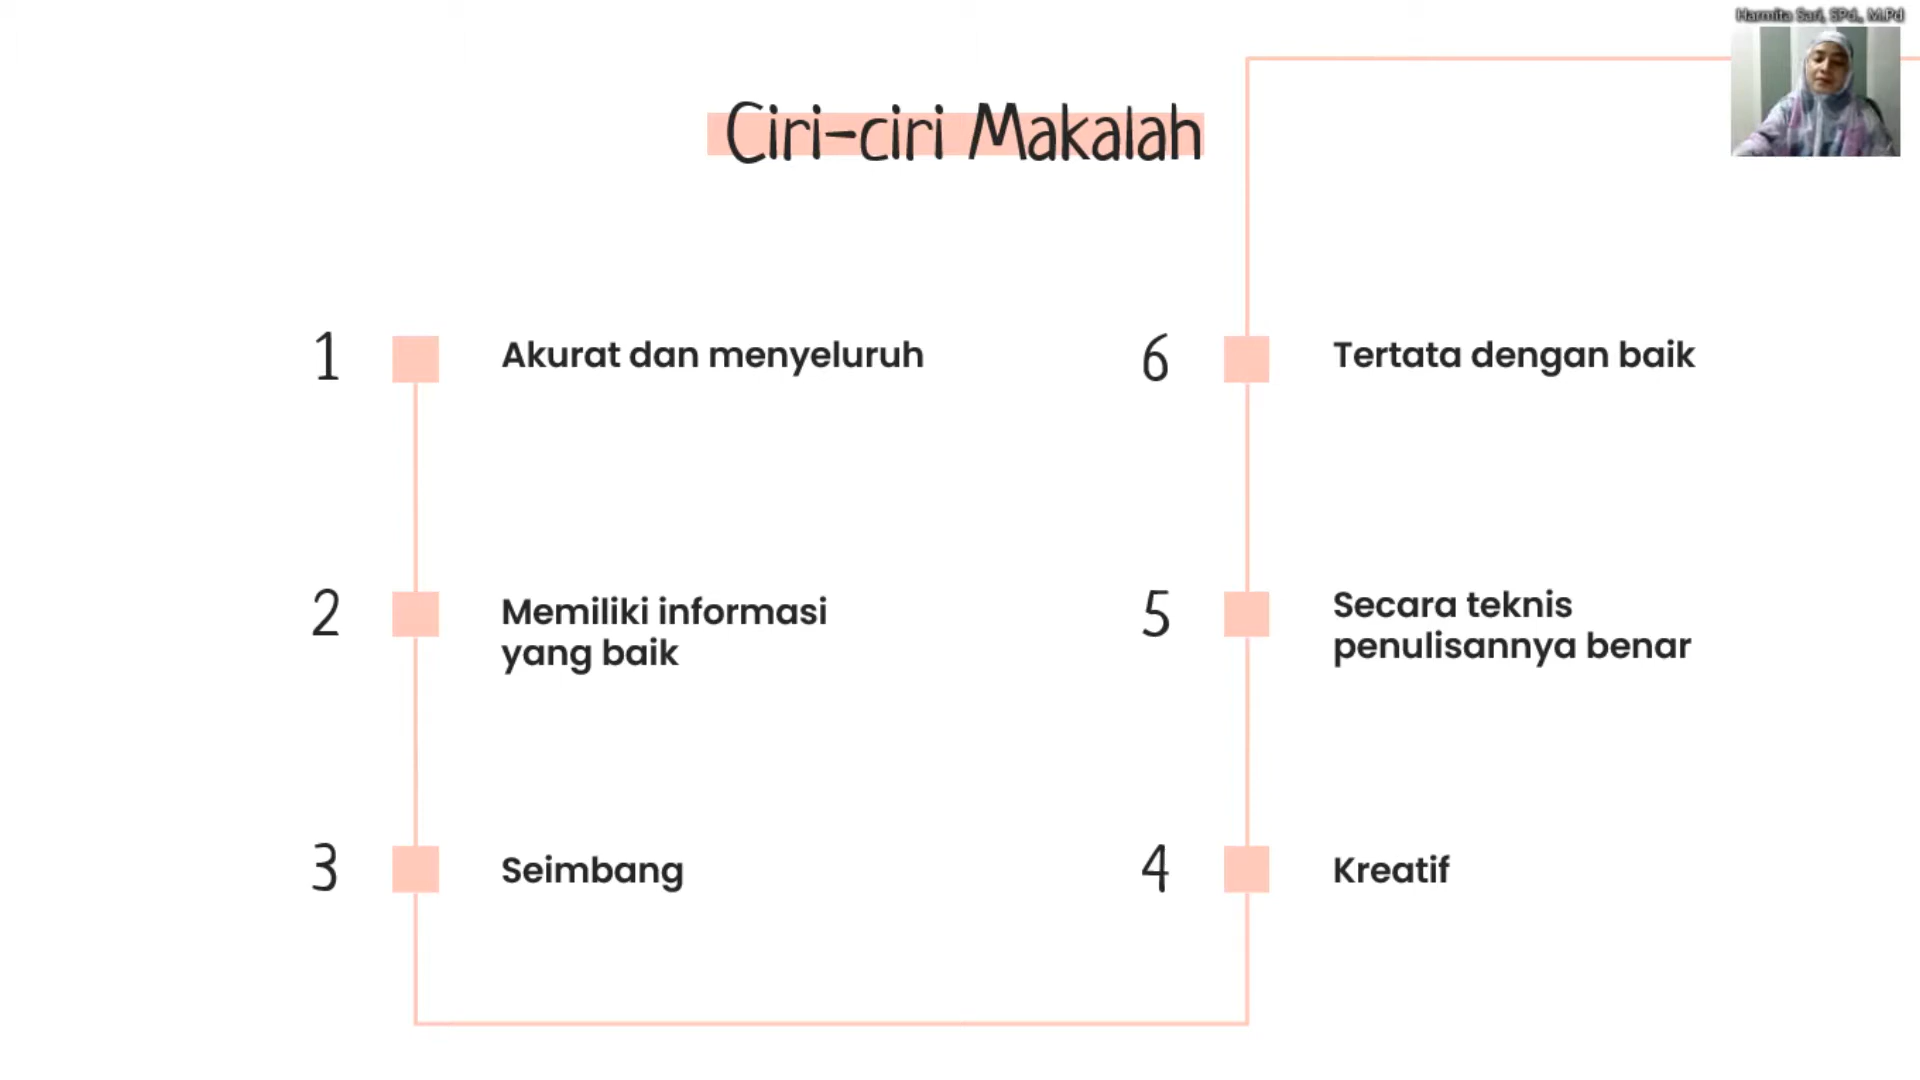 Harmita Sari, SPd., M.Pd
Ciri-ciri Makalah
1
Akurat dan menyeluruh
2
Memiliki informasi
yang baik
3
Seimbang
4
Kreatif
5
Secara teknis
penulisannya benar
6
Tertata dengan baik